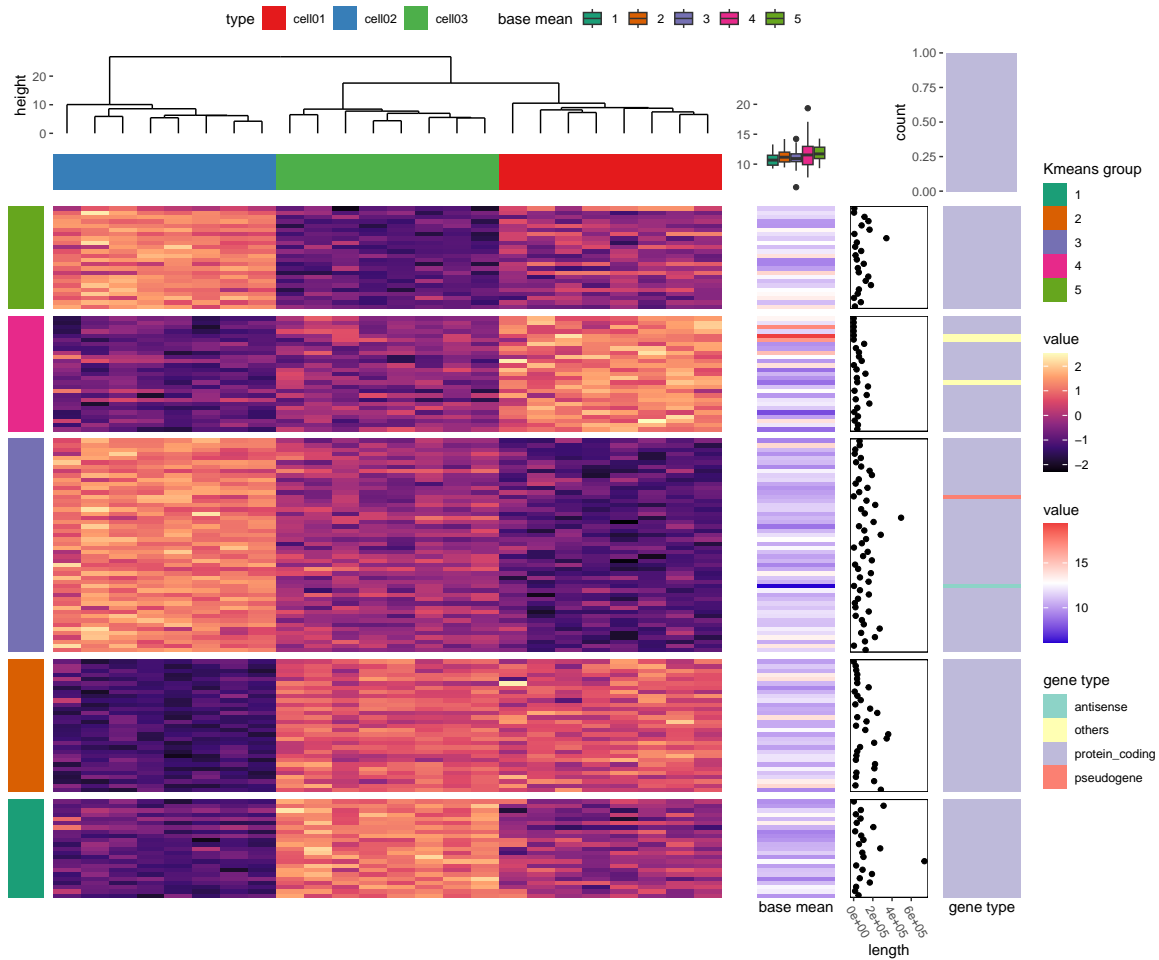 type cell01 cell02 cell03 base mean 1 2 3 4 5
height
20
10
0
20
15
10
count
1.00
0.75
0.50
0.25
0.00
Kmeans group
1
2
3
4
5
value
2
1
0
−1
−2
value
15
10
gene type
antisense
others
protein_coding
pseudogene
base mean
0e+00
2e+05
4e+05
6e+05
length
gene type